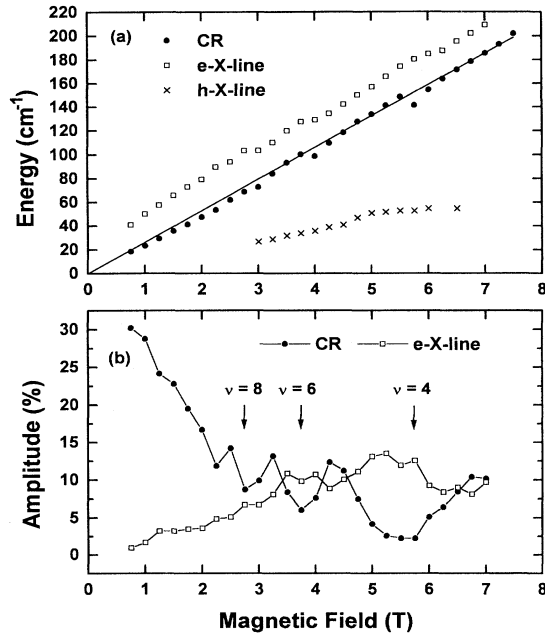 200
180
160
140
120
100
80
60
40
20
0
Energy (cm⁻¹)
(a)
CR
e-X-line
h-X-line
0 1 2 3 4 5 6 7 8
30
25
20
15
10
5
0
Amplitude (%)
(b)
CR e-X-line
ν = 8 ν = 6 ν = 4
0 1 2 3 4 5 6 7 8
Magnetic Field (T)